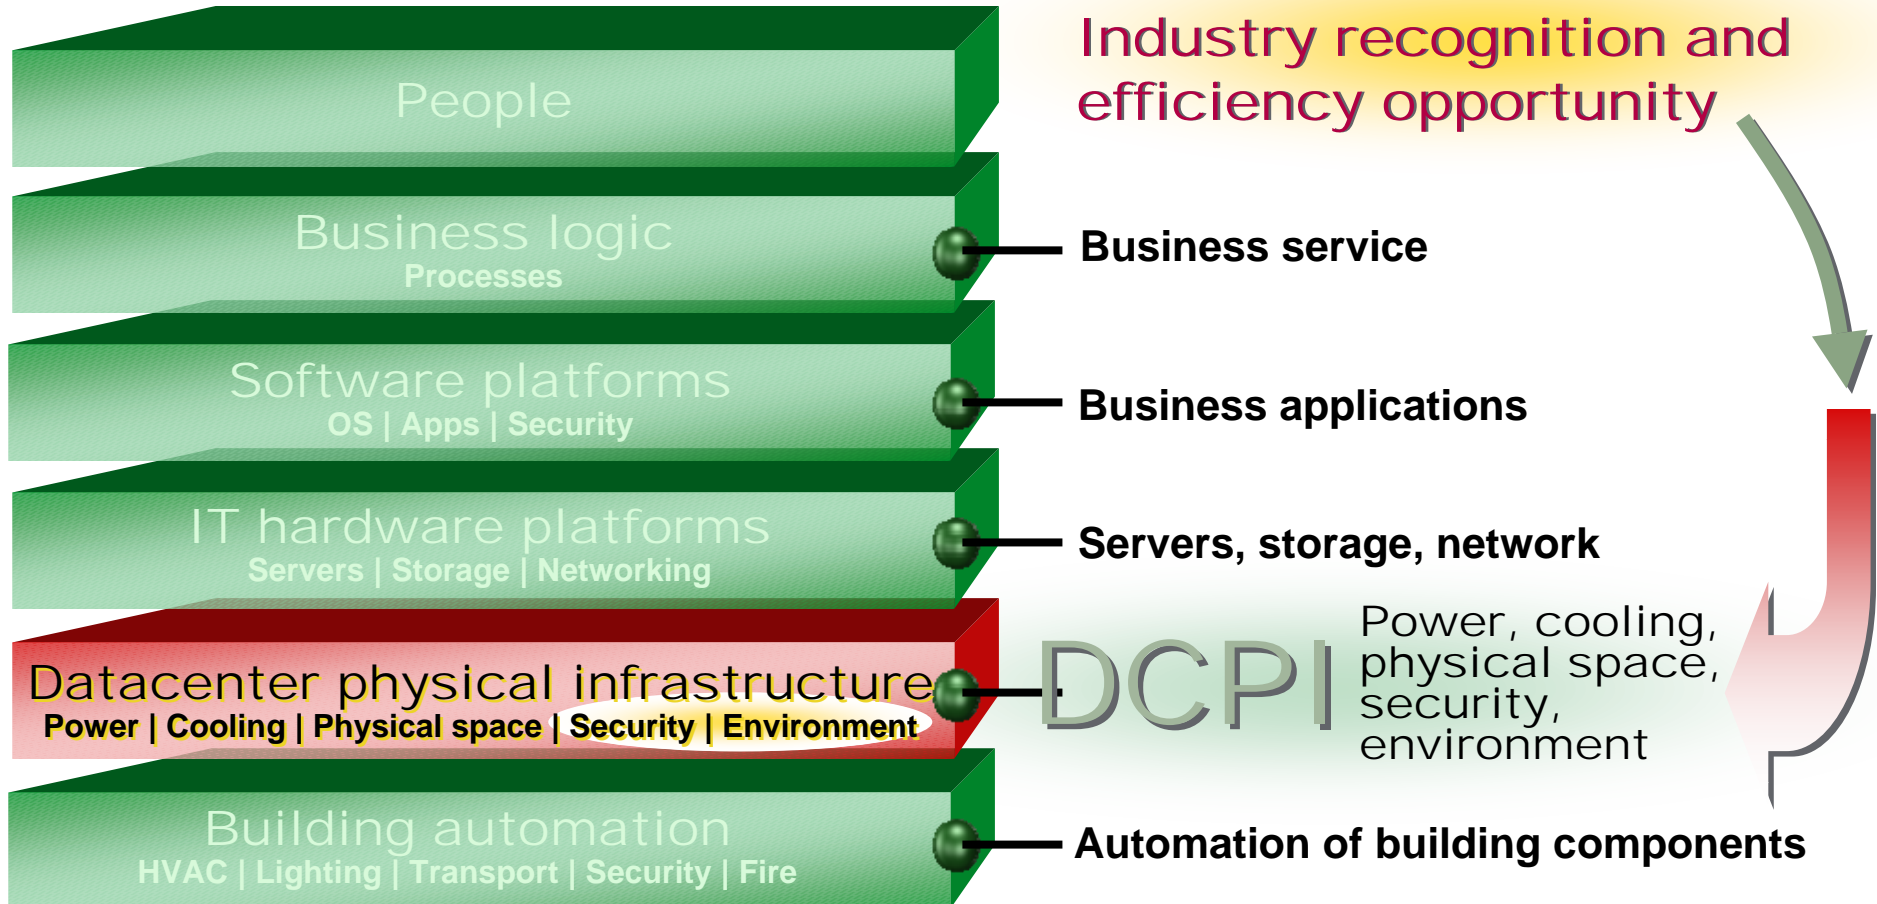 Industry recognition and
efficiency opportunity
People
Business logic
Processes
Business service
Software platforms
OS | Apps | Security
Business applications
IT hardware platforms
Servers | Storage | Networking
Servers, storage, network
Datacenter physical infrastructure
Power | Cooling | Physical space | Security | Environment
DCPI
Power, cooling,
physical space,
security,
environment
Building automation
HVAC | Lighting | Transport | Security | Fire
Automation of building components